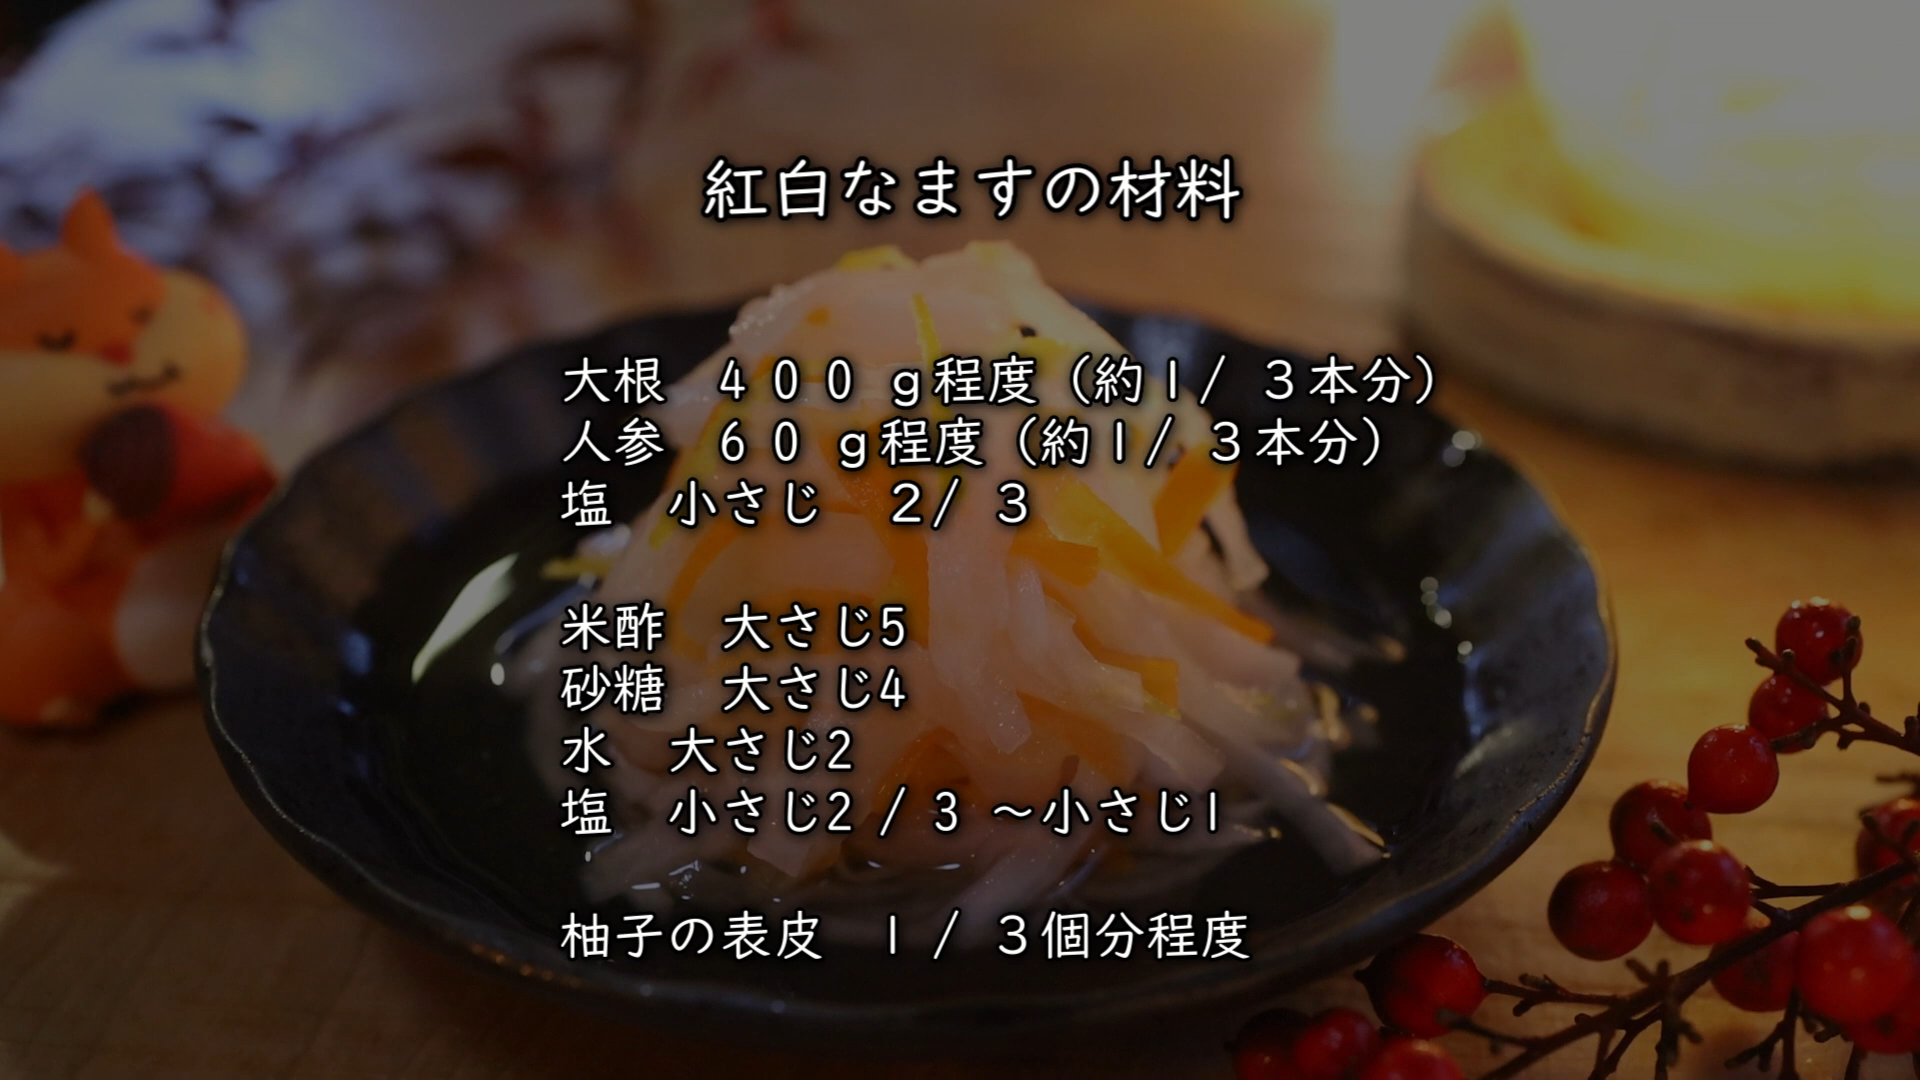 紅白なますの材料
大根　４００ｇ程度（約1/ ３本分）
人参　６０ｇ程度（約1/ ３本分）
塩　小さじ　２/ ３
米酢　大さじ5
砂糖　大さじ4
水　大さじ2
塩　小さじ2 / 3 ～小さじ1
柚子の表皮　1 / ３個分程度